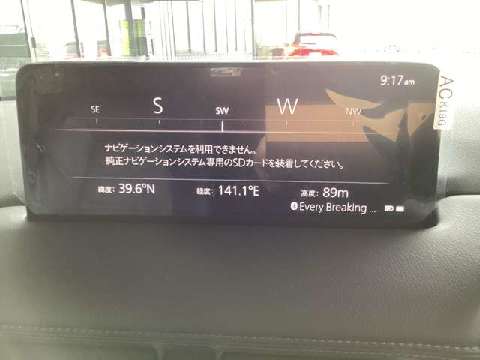 9:17am
SE S SW W NW
ナビゲーションシステムを利用できません。
純正ナビゲーションシステム専用のSDカードを装着してください。
緯度: 39.6°N 経度: 141.1°E 高度: 89m
Every Breaking ...